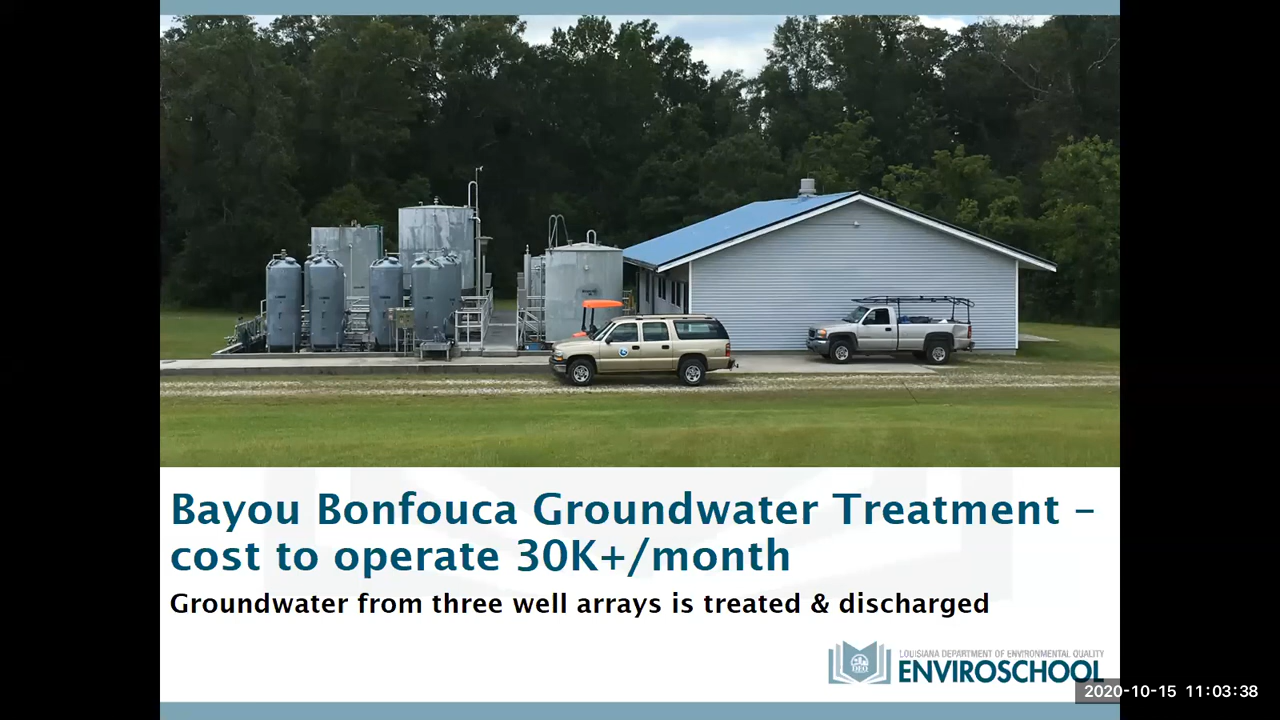 Bayou Bonfouca Groundwater Treatment –
cost to operate 30K+/month
Groundwater from three well arrays is treated & discharged
LOUISIANA DEPARTMENT OF ENVIRONMENTAL QUALITY
DEQ
ENVIROSCHOOL
2020-10-15 11:03:38